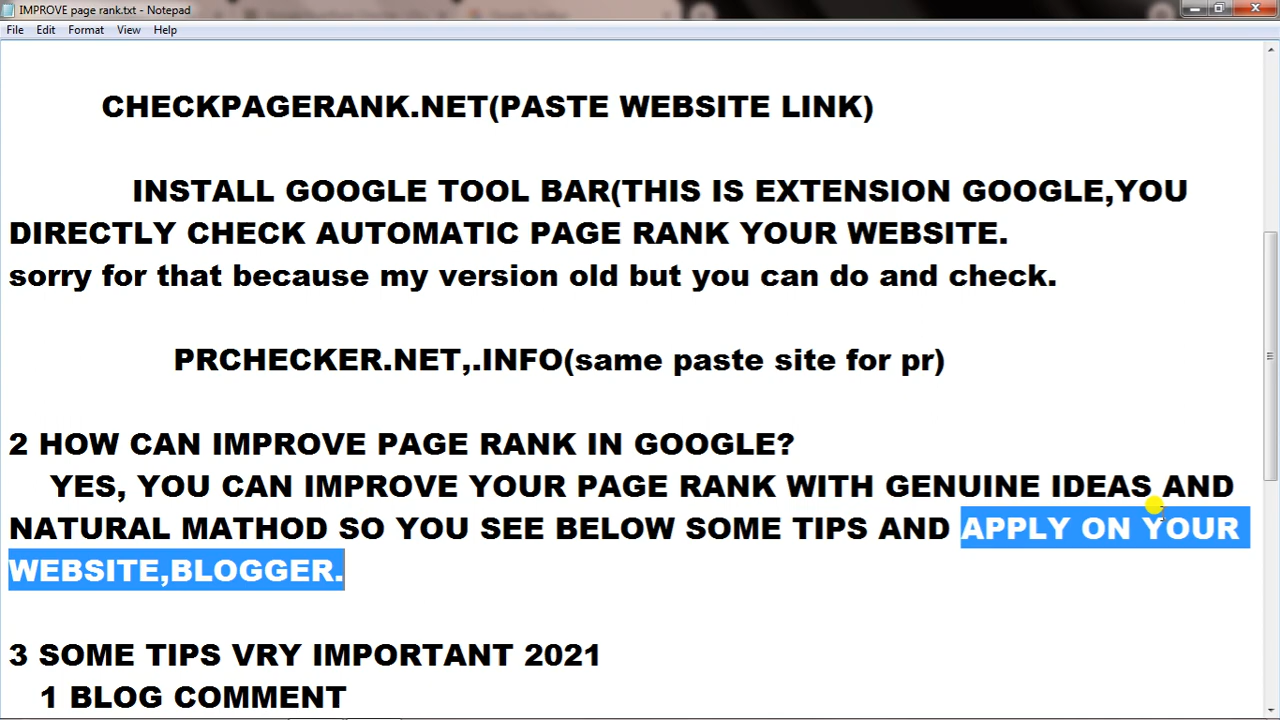 IMPROVE page rank.txt - Notepad
File Edit Format View Help
CHECKPAGERANK.NET(PASTE WEBSITE LINK)
INSTALL GOOGLE TOOL BAR(THIS IS EXTENSION GOOGLE,YOU
DIRECTLY CHECK AUTOMATIC PAGE RANK YOUR WEBSITE.
sorry for that because my version old but you can do and check.
PRCHECKER.NET,.INFO(same paste site for pr)
2 HOW CAN IMPROVE PAGE RANK IN GOOGLE?
YES, YOU CAN IMPROVE YOUR PAGE RANK WITH GENUINE IDEAS AND
NATURAL MATHOD SO YOU SEE BELOW SOME TIPS AND APPLY ON YOUR
WEBSITE,BLOGGER.
3 SOME TIPS VRY IMPORTANT 2021
1 BLOG COMMENT